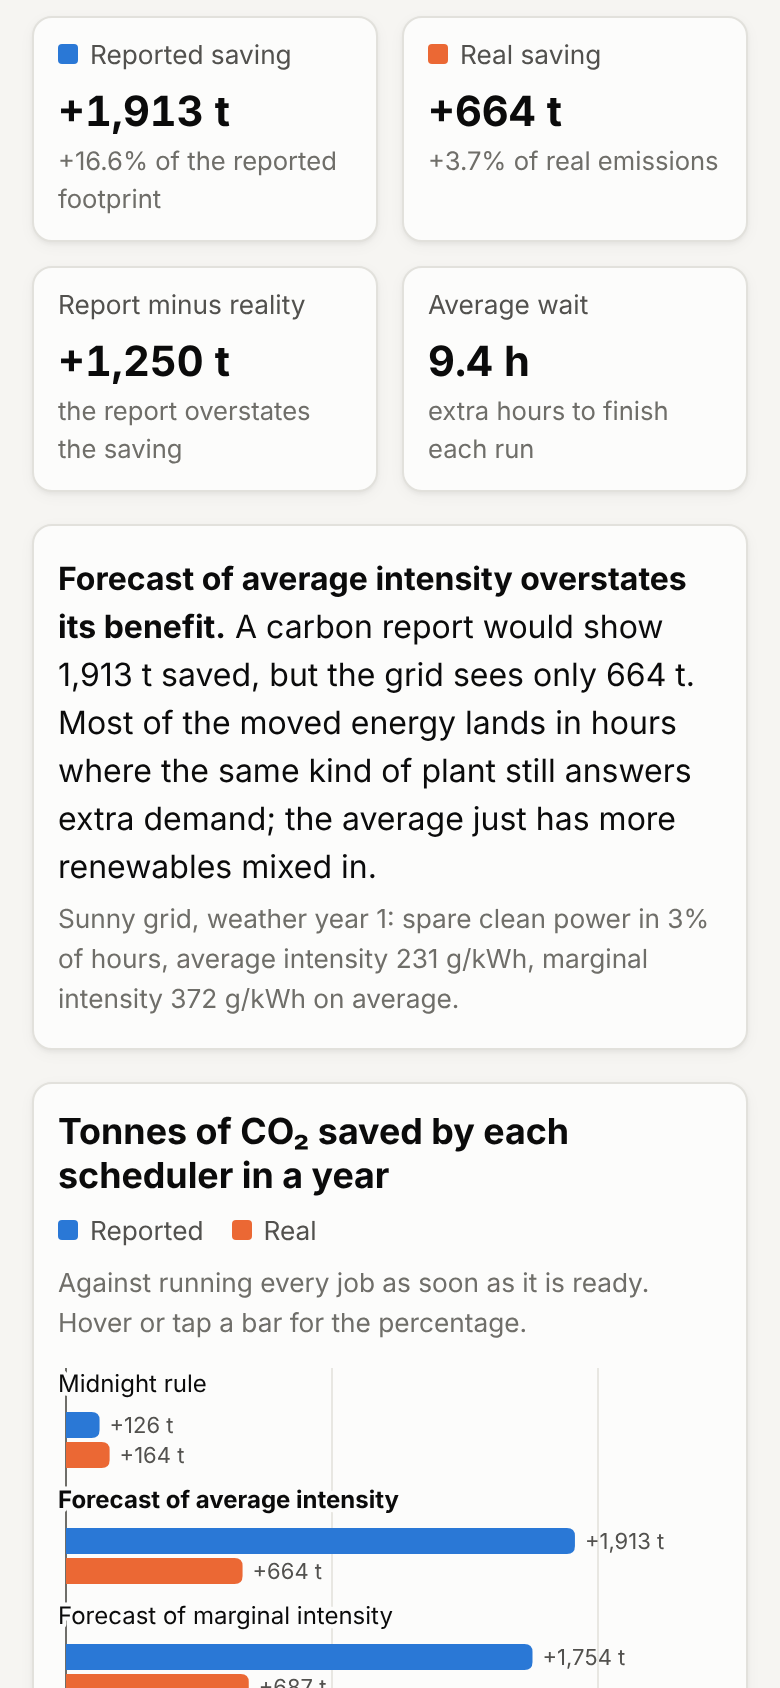 Reported saving
+1,913 t
+16.6% of the reported
footprint
Real saving
+664 t
+3.7% of real emissions
Report minus reality
+1,250 t
the report overstates
the saving
Average wait
9.4 h
extra hours to finish
each run
Forecast of average intensity overstates
its benefit. A carbon report would show
1,913 t saved, but the grid sees only 664 t.
Most of the moved energy lands in hours
where the same kind of plant still answers
extra demand; the average just has more
renewables mixed in.
Sunny grid, weather year 1: spare clean power in 3%
of hours, average intensity 231 g/kWh, marginal
intensity 372 g/kWh on average.
Tonnes of CO₂ saved by each
scheduler in a year
Reported Real
Against running every job as soon as it is ready.
Hover or tap a bar for the percentage.
Midnight rule
+126 t
+164 t
Forecast of average intensity
+1,913 t
+664 t
Forecast of marginal intensity
+1,754 t
+687 t